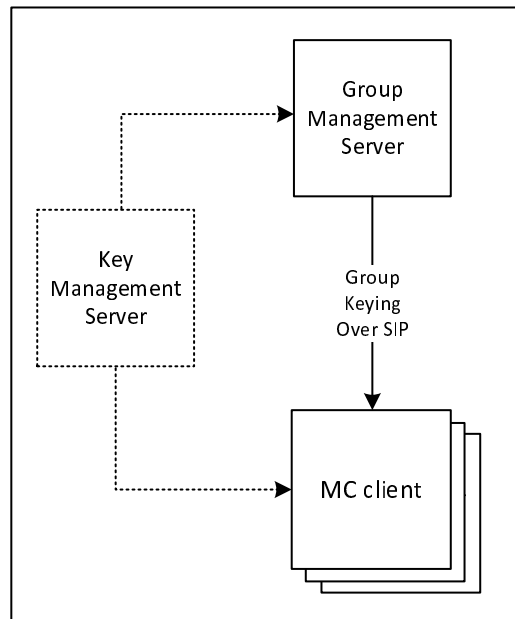 Group
Management
Server
Key
Management
Server
Group
Keying
Over SIP
MC client